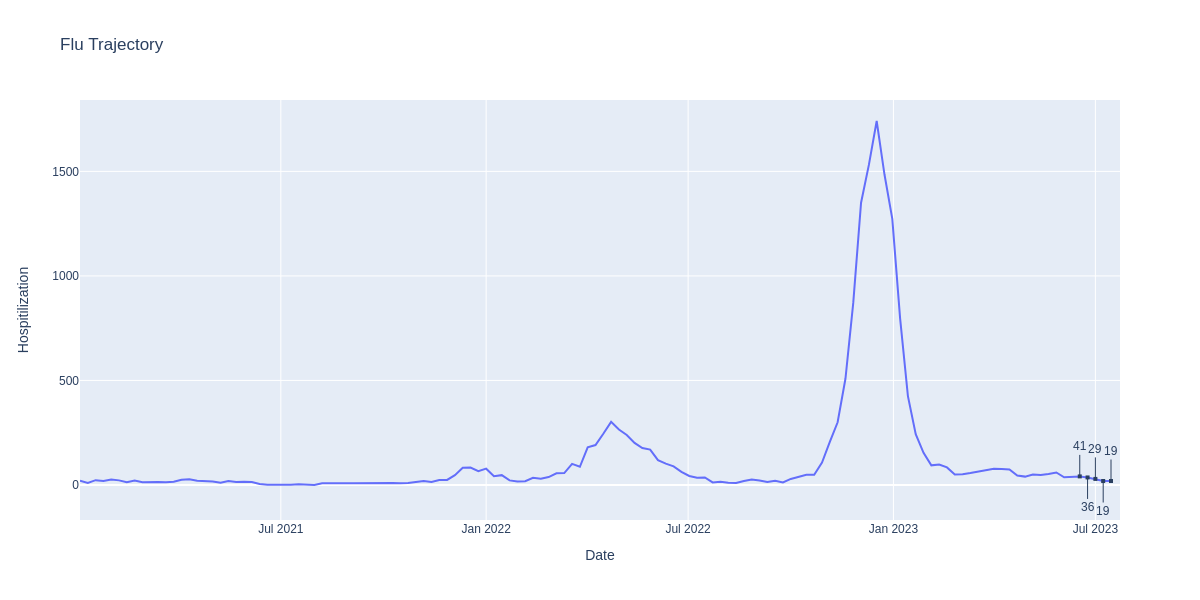 Flu Trajectory
Hospitilization
1500
1000
500
0
41
29
19
36
19
Jul 2021
Jan 2022
Jul 2022
Jan 2023
Jul 2023
Date